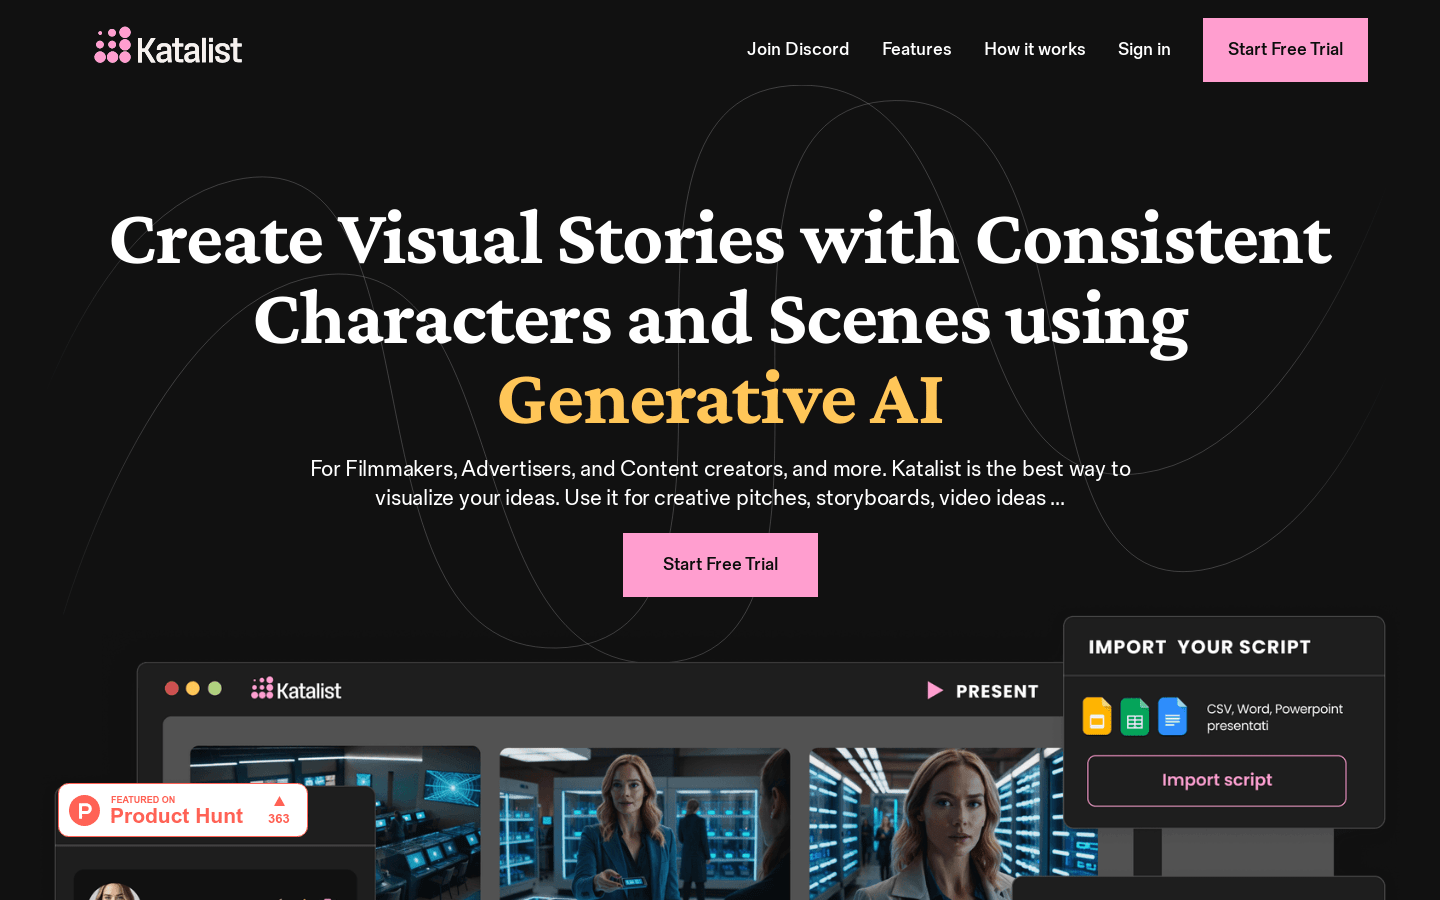 Katalist
Join Discord
Features
How it works
Sign in
Start Free Trial
Create Visual Stories with Consistent
Characters and Scenes using
Generative AI
For Filmmakers, Advertisers, and Content creators, and more. Katalist is the best way to
visualize your ideas. Use it for creative pitches, storyboards, video ideas ...
Start Free Trial
Katalist
PRESENT
IMPORT YOUR SCRIPT
CSV, Word, Powerpoint
presentati
Import script
P
FEATURED ON
Product Hunt
363